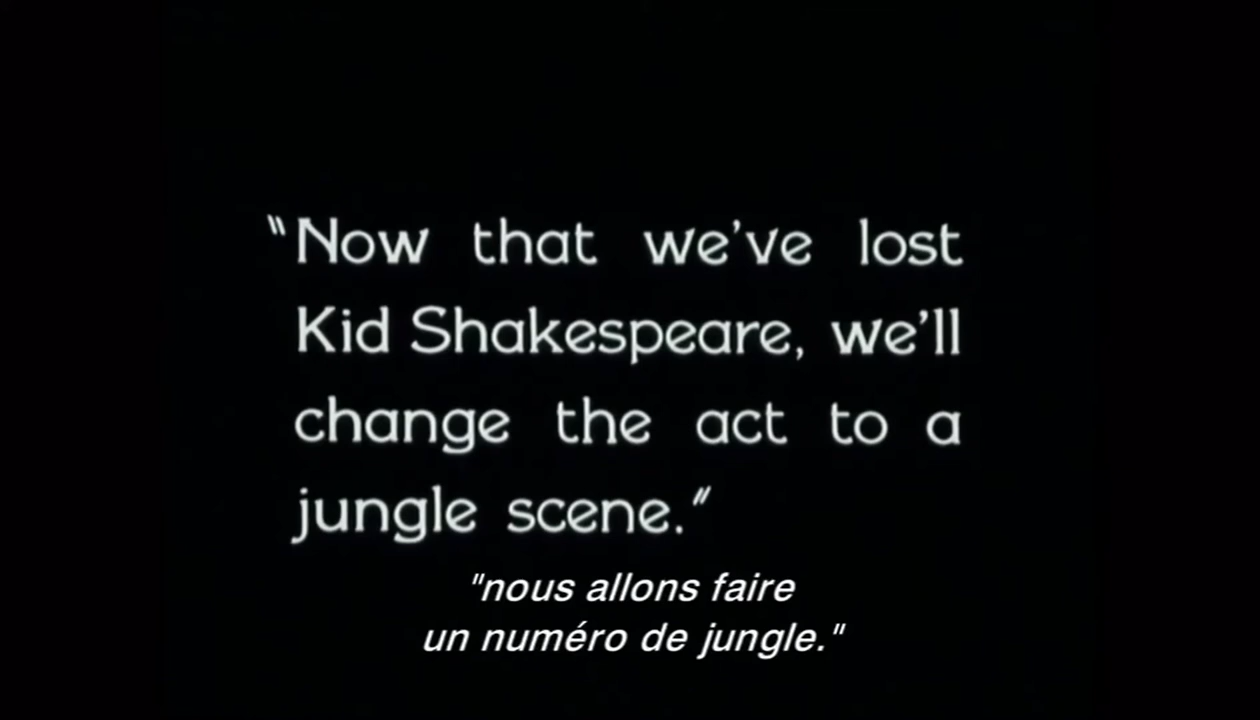 "Now that we've lost
Kid Shakespeare, we'll
change the act to a
jungle scene."
"nous allons faire
un numéro de jungle."